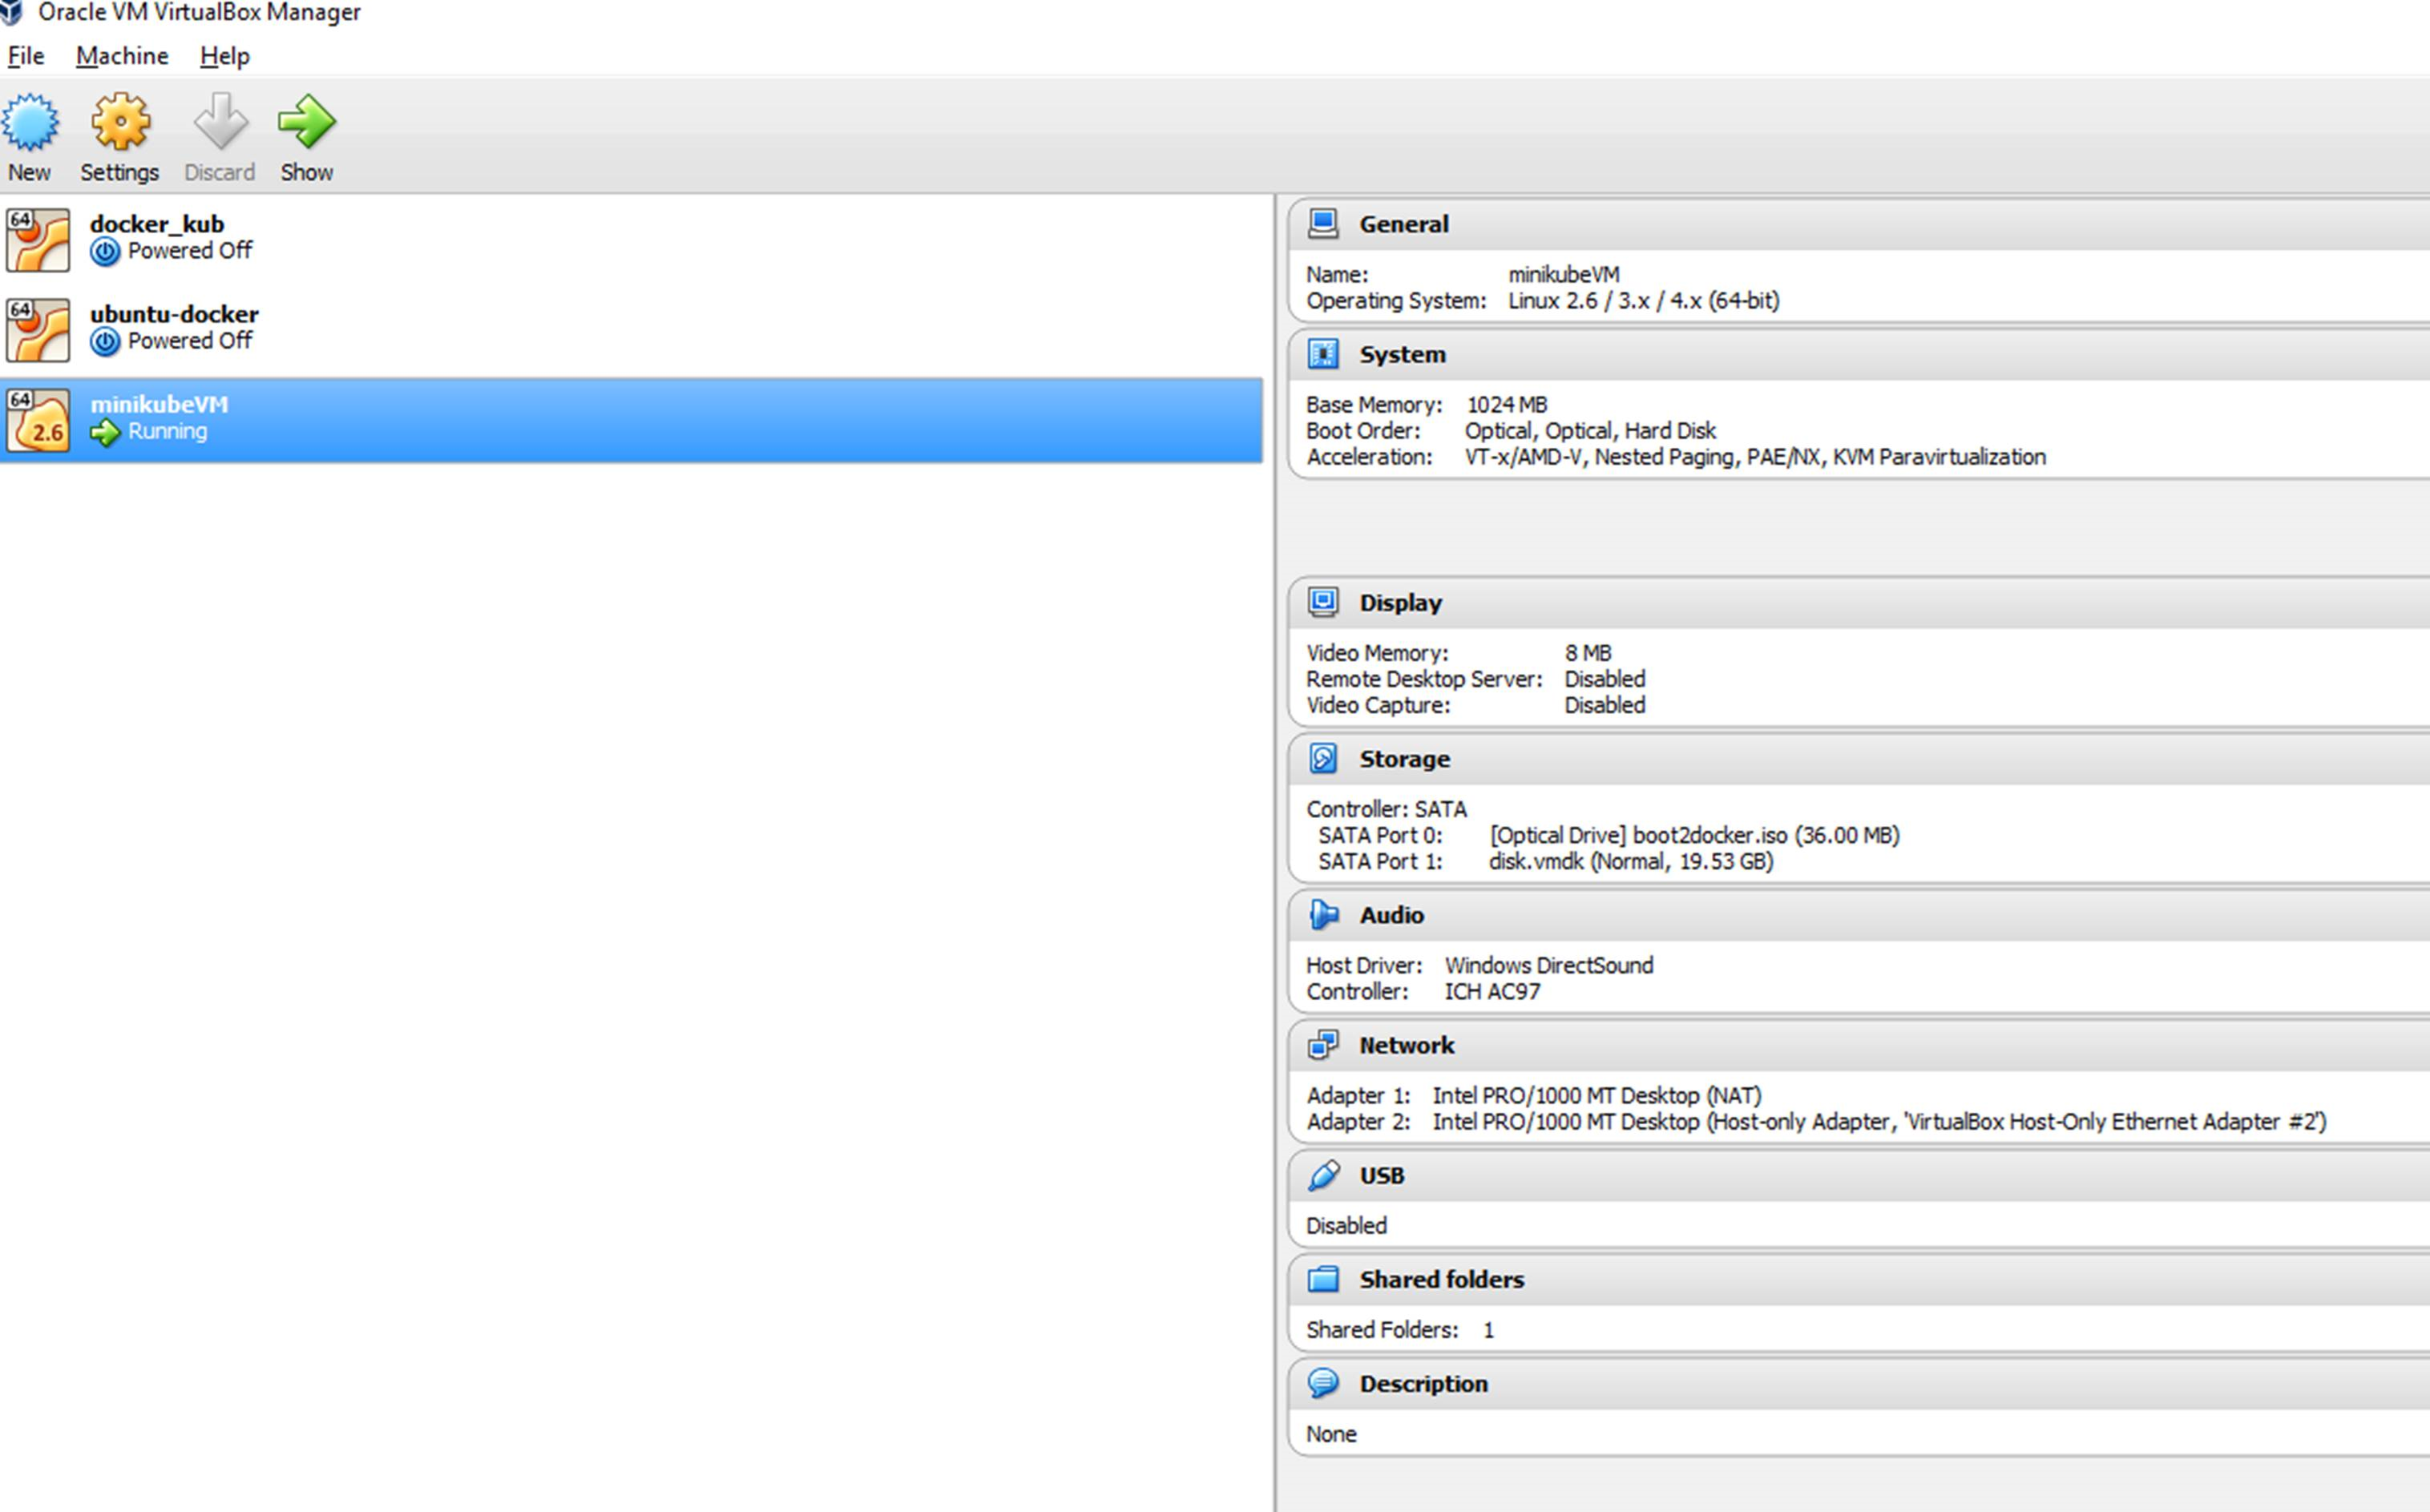 Oracle VM VirtualBox Manager
File Machine Help
New Settings Discard Show
64 docker_kub
Powered Off
64 ubuntu-docker
Powered Off
64 minikubeVM
2.6 Running
General
Name: minikubeVM
Operating System: Linux 2.6 / 3.x / 4.x (64-bit)
System
Base Memory: 1024 MB
Boot Order: Optical, Optical, Hard Disk
Acceleration: VT-x/AMD-V, Nested Paging, PAE/NX, KVM Paravirtualization
Display
Video Memory: 8 MB
Remote Desktop Server: Disabled
Video Capture: Disabled
Storage
Controller: SATA
SATA Port 0: [Optical Drive] boot2docker.iso (36.00 MB)
SATA Port 1: disk.vmdk (Normal, 19.53 GB)
Audio
Host Driver: Windows DirectSound
Controller: ICH AC97
Network
Adapter 1: Intel PRO/1000 MT Desktop (NAT)
Adapter 2: Intel PRO/1000 MT Desktop (Host-only Adapter, 'VirtualBox Host-Only Ethernet Adapter #2')
USB
Disabled
Shared folders
Shared Folders: 1
Description
None